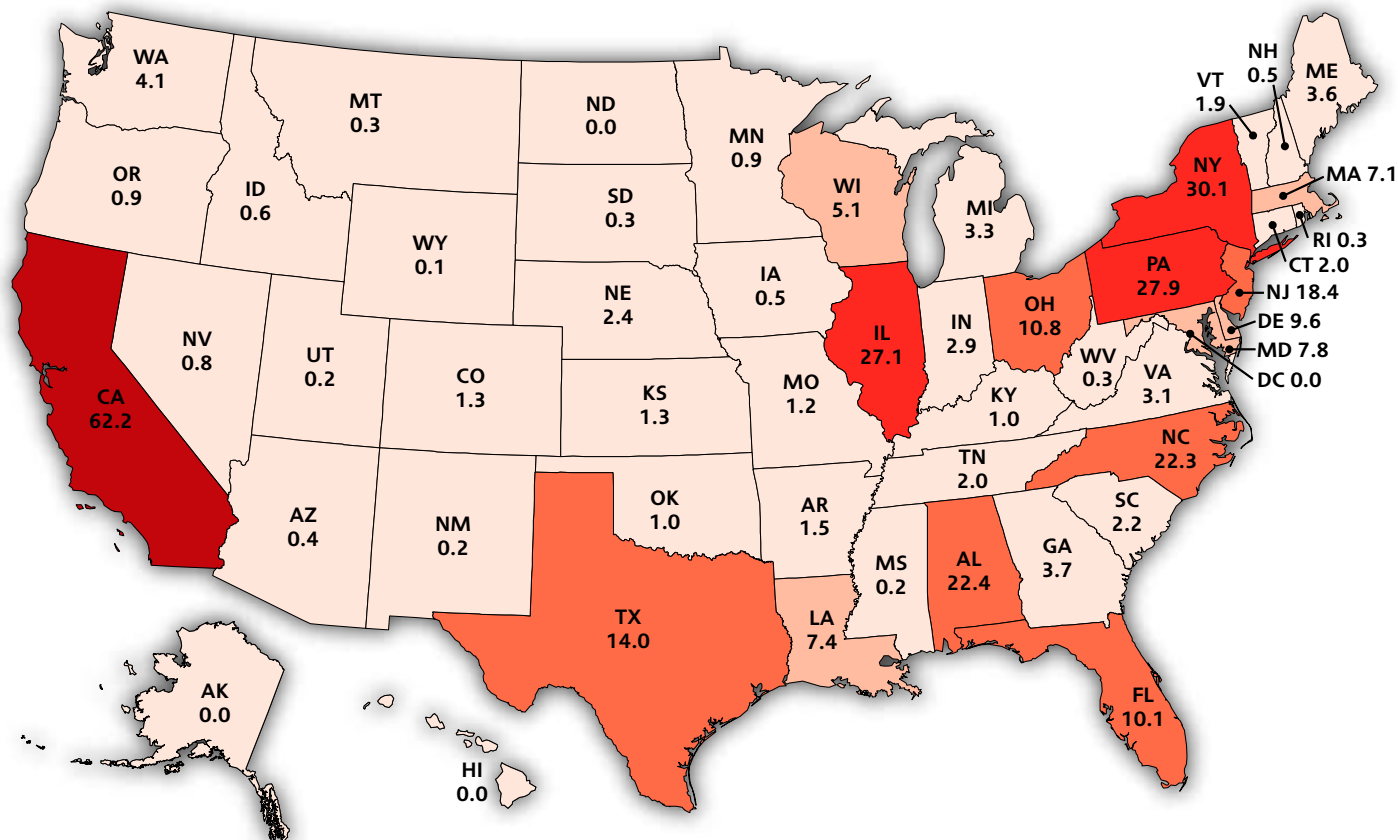 WA
4.1
MT
0.3
ND
0.0
MN
0.9
VT
1.9
NH
0.5
ME
3.6
OR
0.9
ID
0.6
SD
0.3
WI
5.1
MI
3.3
NY
30.1
MA 7.1
RI 0.3
CT 2.0
WY
0.1
NE
2.4
IA
0.5
PA
27.9
NJ 18.4
DE 9.6
MD 7.8
DC 0.0
NV
0.8
UT
0.2
CO
1.3
KS
1.3
MO
1.2
IL
27.1
IN
2.9
OH
10.8
WV
0.3
VA
3.1
KY
1.0
CA
62.2
AZ
0.4
NM
0.2
OK
1.0
AR
1.5
TN
2.0
NC
22.3
SC
2.2
MS
0.2
AL
22.4
GA
3.7
TX
14.0
LA
7.4
FL
10.1
AK
0.0
HI
0.0